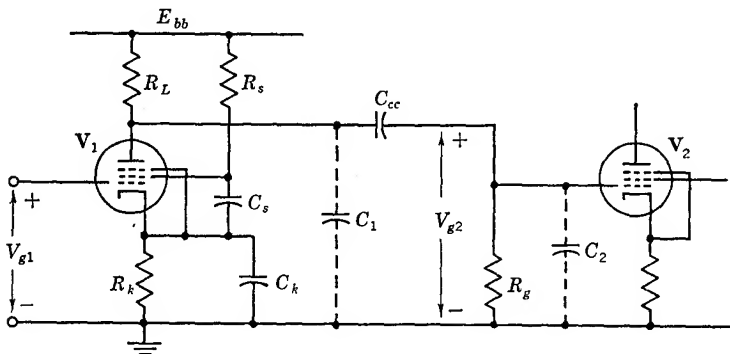 E_bb
R_L
R_s
C_cc
V_1
V_2
+
+
C_s
C_1
V_g1
V_g2
C_2
R_k
C_k
R_g
-
-